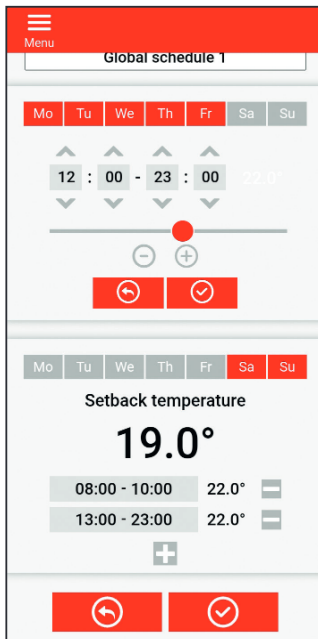 Menu
Global schedule 1
Mo Tu We Th Fr Sa Su
12 : 00 - 23 : 00 22.0°
Mo Tu We Th Fr Sa Su
Setback temperature
19.0°
08:00 - 10:00 22.0°
13:00 - 23:00 22.0°